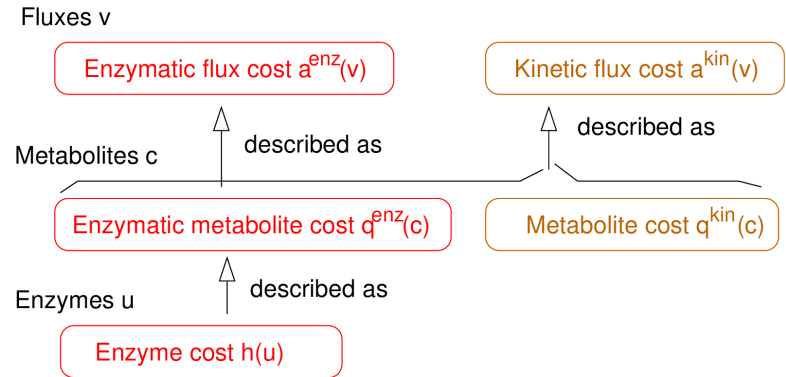 Fluxes v
Enzymatic flux cost a^enz(v)
Kinetic flux cost a^kin(v)
described as
described as
Metabolites c
Enzymatic metabolite cost q^enz(c)
Metabolite cost q^kin(c)
described as
Enzymes u
Enzyme cost h(u)